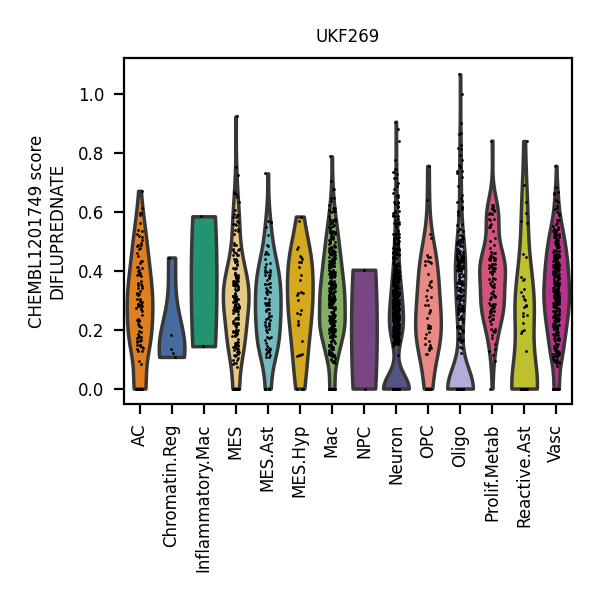 UKF269
CHEMBL1201749 score
DIFLUPREDNATE
1.0
0.8
0.6
0.4
0.2
0.0
AC
Chromatin.Reg
Inflammatory.Mac
MES
MES.Ast
MES.Hyp
Mac
NPC
Neuron
OPC
Oligo
Prolif.Metab
Reactive.Ast
Vasc